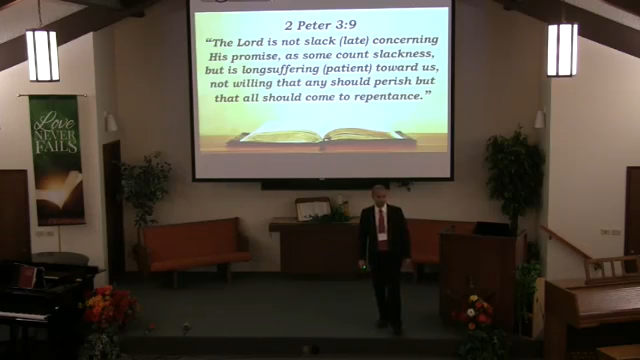 2 Peter 3:9
“The Lord is not slack (late) concerning
His promise, as some count slackness,
but is longsuffering (patient) toward us,
not willing that any should perish but
that all should come to repentance.”
Love
NEVER
FAILS